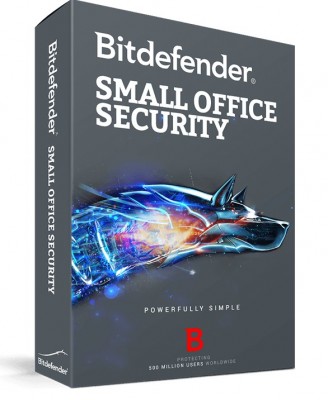 Bitdefender®
SMALL OFFICE
SECURITY
POWERFULLY SIMPLE
B
PROTECTING
500 MILLION USERS WORLDWIDE
Bitdefender®
SMALL OFFICE SECURITY
Bitdefender